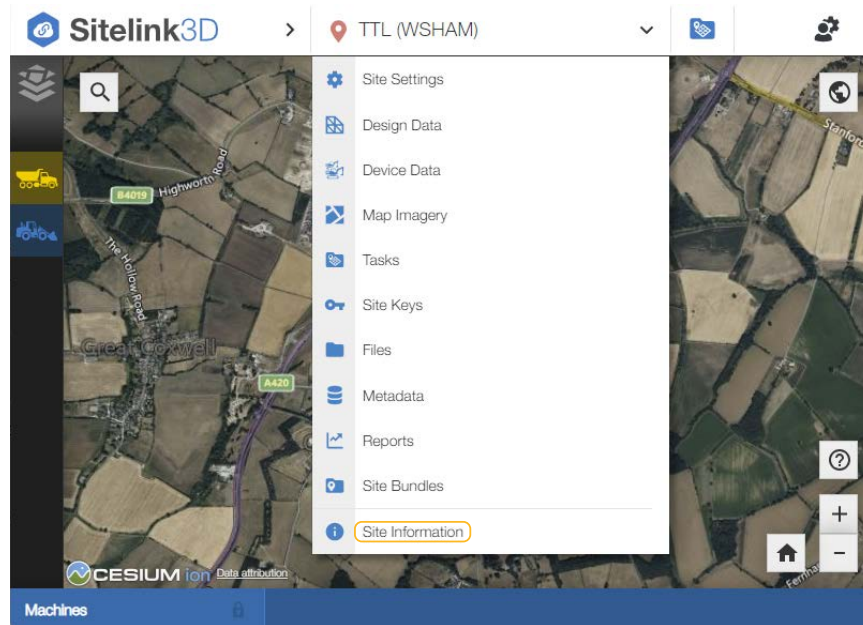 Sitelink3D
TTL (WSHAM)
Site Settings
Design Data
Device Data
Map Imagery
Tasks
Site Keys
Files
Metadata
Reports
Site Bundles
Site Information
Stanford
Highworth Road
B4019
The Hollow Road
Great Coxwell
A420
CESIUM ion Data attribution
Machines